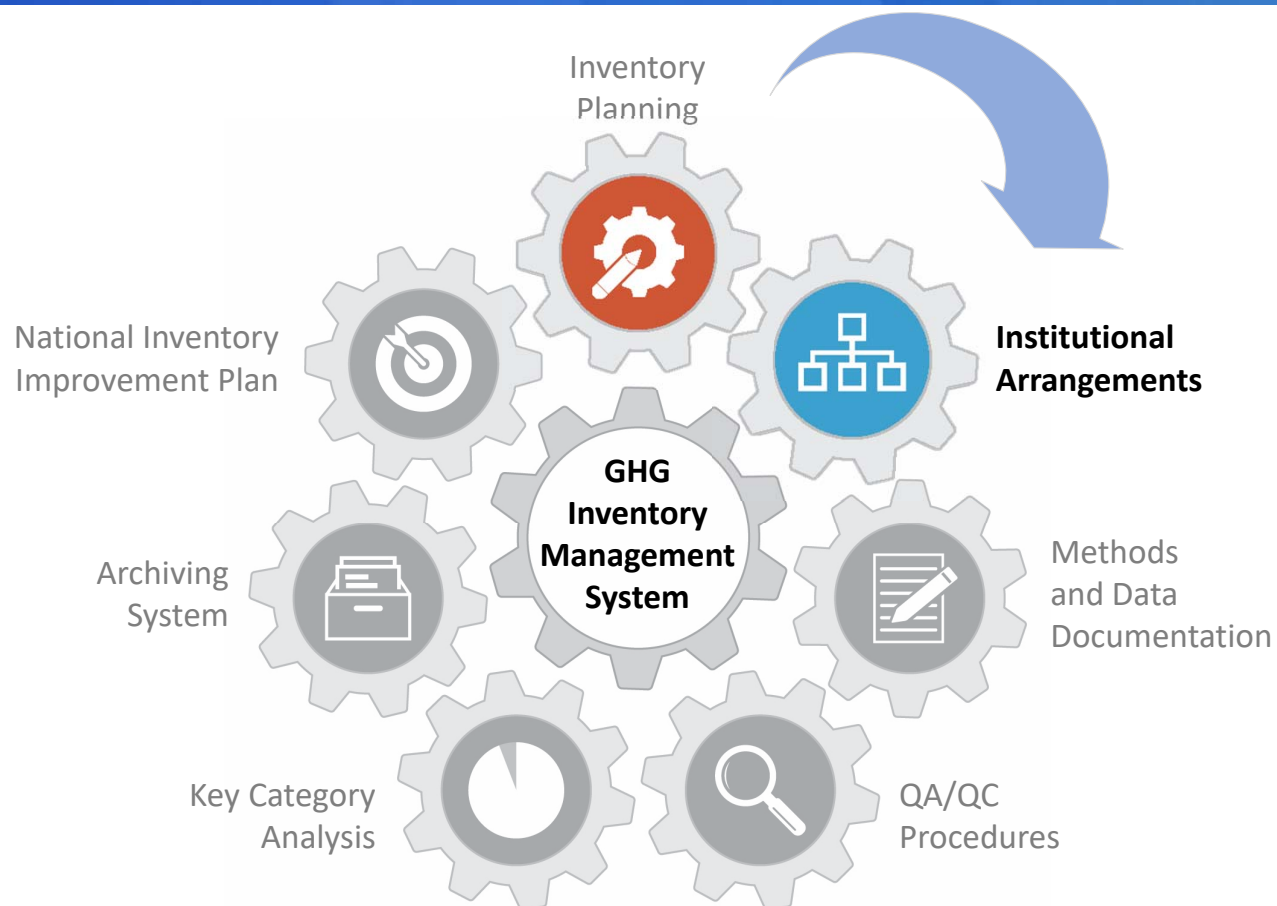 Inventory
Planning
Institutional
Arrangements
Methods
and Data
Documentation
QA/QC
Procedures
Key Category
Analysis
Archiving
System
National Inventory
Improvement Plan
GHG
Inventory
Management
System